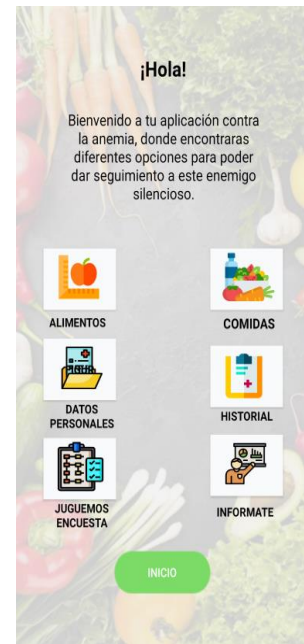 ¡Hola!
Bienvenido a tu aplicación contra
la anemia, donde encontraras
diferentes opciones para poder
dar seguimiento a este enemigo
silencioso.
ALIMENTOS
COMIDAS
DATOS
PERSONALES
HISTORIAL
JUGUEMOS
ENCUESTA
INFORMATE
INICIO